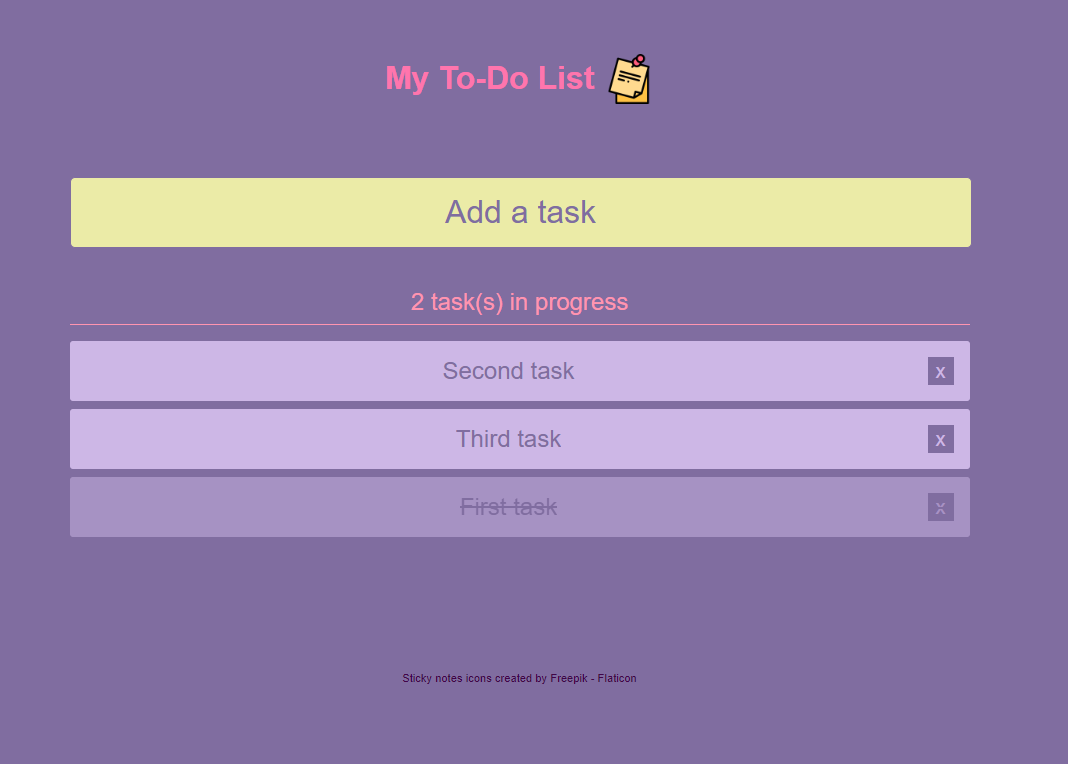 My To-Do List
Add a task
2 task(s) in progress
Second task x
Third task x
First task x
Sticky notes icons created by Freepik - Flaticon